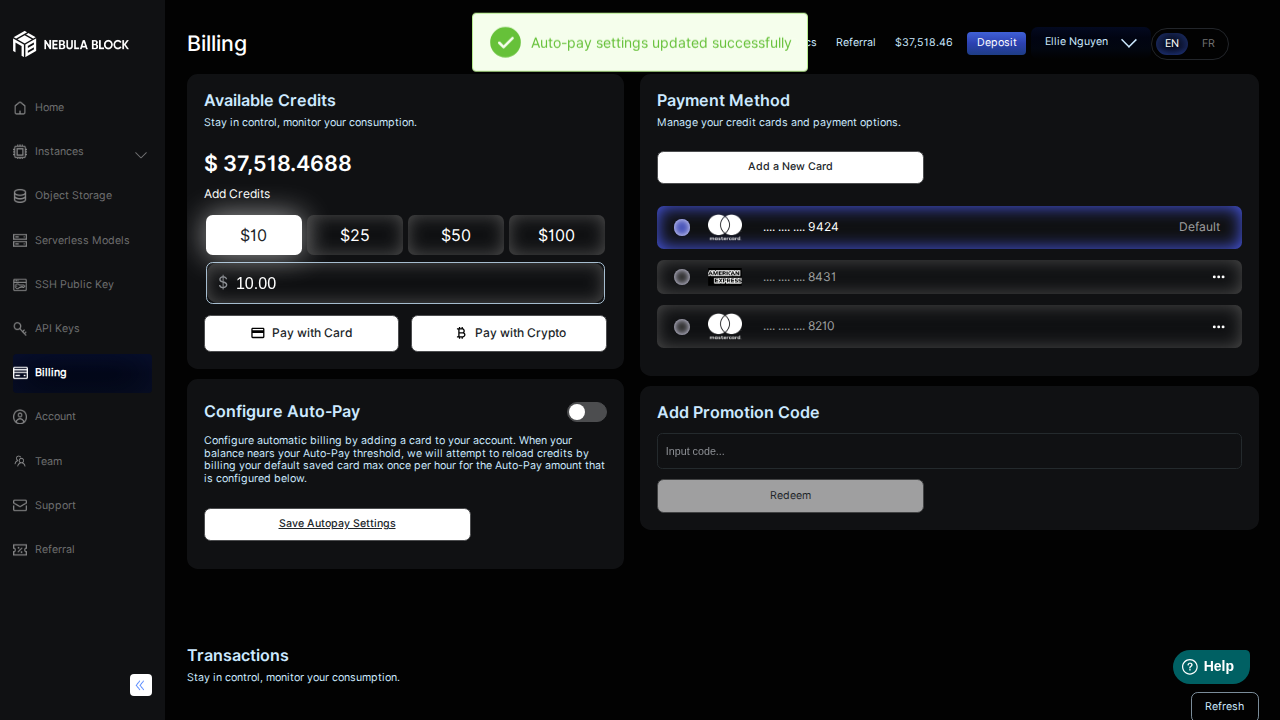 NEBULA BLOCK
Home
Instances
Object Storage
Serverless Models
SSH Public Key
API Keys
Billing
Account
Team
Support
Referral
Billing
Auto-pay settings updated successfully
cs
Referral
$37,518.46
Deposit
Ellie Nguyen
EN
FR
Available Credits
Stay in control, monitor your consumption.
$ 37,518.4688
Add Credits
$10
$25
$50
$100
$ 10.00
Pay with Card
Pay with Crypto
Configure Auto-Pay
Configure automatic billing by adding a card to your account. When your
balance nears your Auto-Pay threshold, we will attempt to reload credits by
billing your default saved card max once per hour for the Auto-Pay amount that
is configured below.
Save Autopay Settings
Payment Method
Manage your credit cards and payment options.
Add a New Card
mastercard
.... .... .... 9424
Default
AMERICAN
EXPRESS
.... .... .... 8431
mastercard
.... .... .... 8210
Add Promotion Code
Input code...
Redeem
Transactions
Stay in control, monitor your consumption.
Help
Refresh